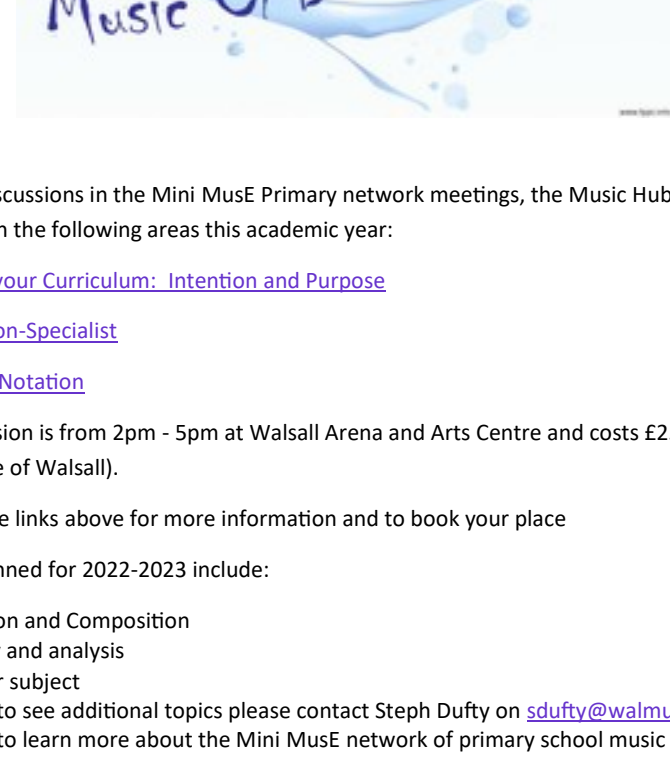 Music
scussions in the Mini MusE Primary network meetings, the Music Hub
n the following areas this academic year:
your Curriculum:  Intention and Purpose
on-Specialist
Notation
sion is from 2pm - 5pm at Walsall Arena and Arts Centre and costs £2
e of Walsall).
e links above for more information and to book your place
nned for 2022-2023 include:
on and Composition
and analysis
r subject
to see additional topics please contact Steph Dufty on sdufty@walmu
to learn more about the Mini MusE network of primary school music